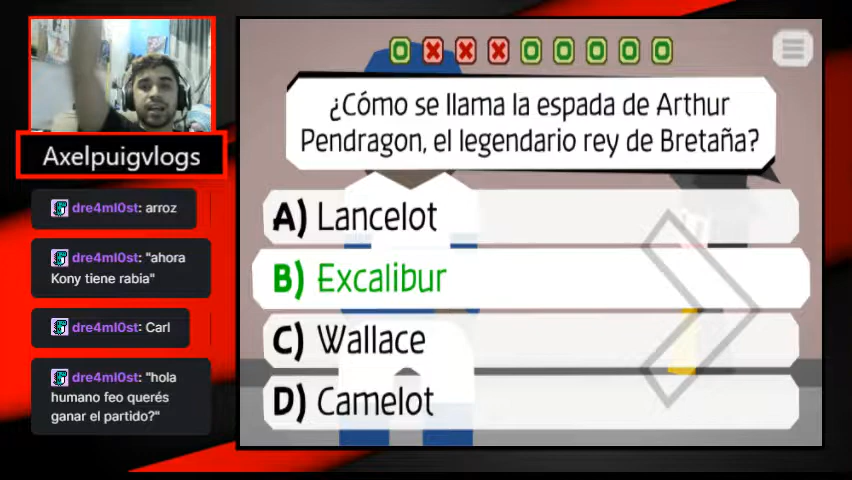 ¿Cómo se llama la espada de Arthur
Pendragon, el legendario rey de Bretaña?
A) Lancelot
B) Excalibur
C) Wallace
D) Camelot
Axelpuigvlogs
dre4ml0st: arroz
dre4ml0st: "ahora
Kony tiene rabia"
dre4ml0st: Carl
dre4ml0st: "hola
humano feo querés
ganar el partido?"